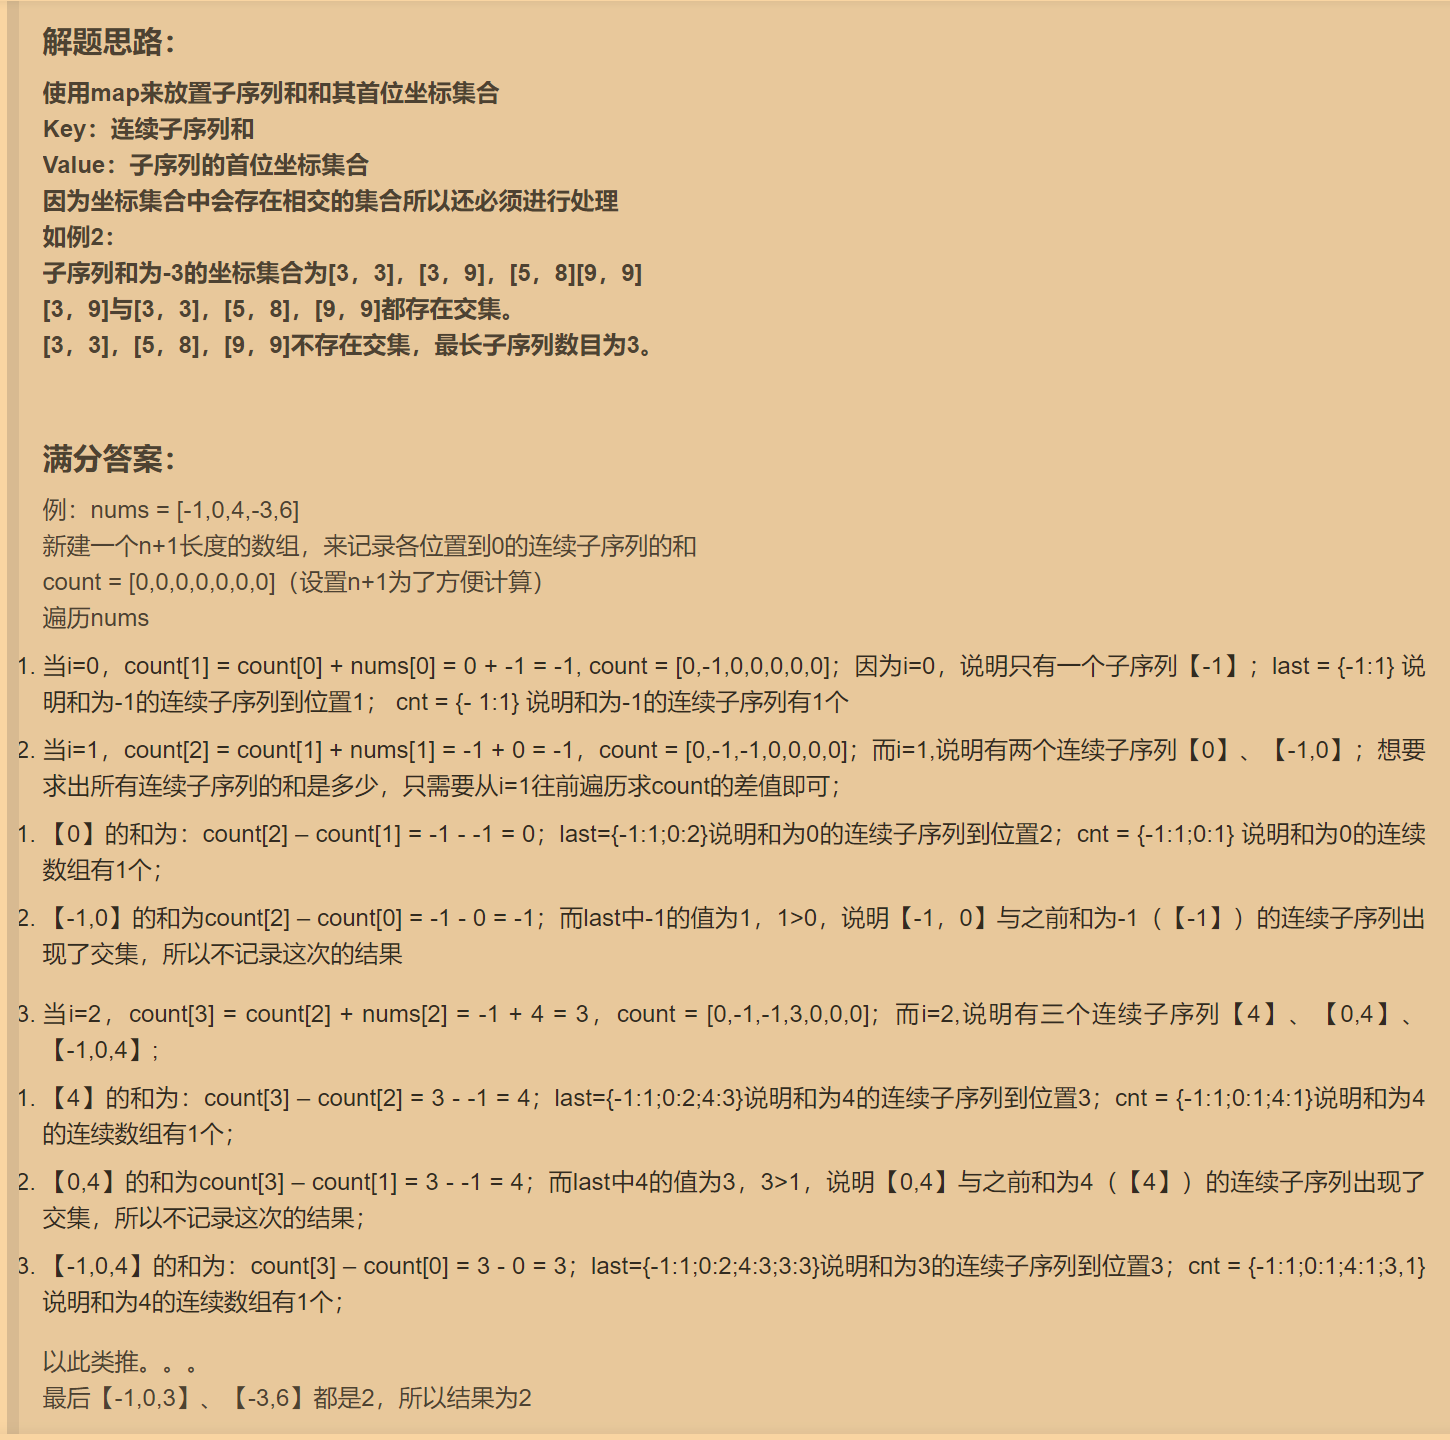 解题思路：
使用map来放置子序列和和其首位坐标集合
Key：连续子序列和
Value：子序列的首位坐标集合
因为坐标集合中会存在相交的集合所以还必须进行处理
如例2：
子序列和为-3的坐标集合为[3，3]，[3，9]，[5，8][9，9]
[3，9]与[3，3]，[5，8]，[9，9]都存在交集。
[3，3]，[5，8]，[9，9]不存在交集，最长子序列数目为3。
满分答案：
例：nums = [-1,0,4,-3,6]
新建一个n+1长度的数组，来记录各位置到0的连续子序列的和
count = [0,0,0,0,0,0,0]（设置n+1为了方便计算）
遍历nums
1. 当i=0，count[1] = count[0] + nums[0] = 0 + -1 = -1, count = [0,-1,0,0,0,0,0]；因为i=0，说明只有一个子序列【-1】；last = {-1:1} 说
明和为-1的连续子序列到位置1； cnt = {- 1:1} 说明和为-1的连续子序列有1个
2. 当i=1，count[2] = count[1] + nums[1] = -1 + 0 = -1，count = [0,-1,-1,0,0,0,0]；而i=1,说明有两个连续子序列【0】、【-1,0】；想要
求出所有连续子序列的和是多少，只需要从i=1往前遍历求count的差值即可；
1. 【0】的和为：count[2] – count[1] = -1 - -1 = 0；last={-1:1;0:2}说明和为0的连续子序列到位置2；cnt = {-1:1;0:1} 说明和为0的连续
数组有1个；
2. 【-1,0】的和为count[2] – count[0] = -1 - 0 = -1；而last中-1的值为1，1>0，说明【-1，0】与之前和为-1（【-1】）的连续子序列出
现了交集，所以不记录这次的结果
3. 当i=2，count[3] = count[2] + nums[2] = -1 + 4 = 3，count = [0,-1,-1,3,0,0,0]；而i=2,说明有三个连续子序列【4】、【0,4】、
【-1,0,4】;
1. 【4】的和为：count[3] – count[2] = 3 - -1 = 4；last={-1:1;0:2;4:3}说明和为4的连续子序列到位置3；cnt = {-1:1;0:1;4:1}说明和为4
的连续数组有1个；
2. 【0,4】的和为count[3] – count[1] = 3 - -1 = 4；而last中4的值为3，3>1，说明【0,4】与之前和为4（【4】）的连续子序列出现了
交集，所以不记录这次的结果；
3. 【-1,0,4】的和为：count[3] – count[0] = 3 - 0 = 3；last={-1:1;0:2;4:3;3:3}说明和为3的连续子序列到位置3；cnt = {-1:1;0:1;4:1;3,1}
说明和为4的连续数组有1个；
以此类推。。。
最后【-1,0,3】、【-3,6】都是2，所以结果为2